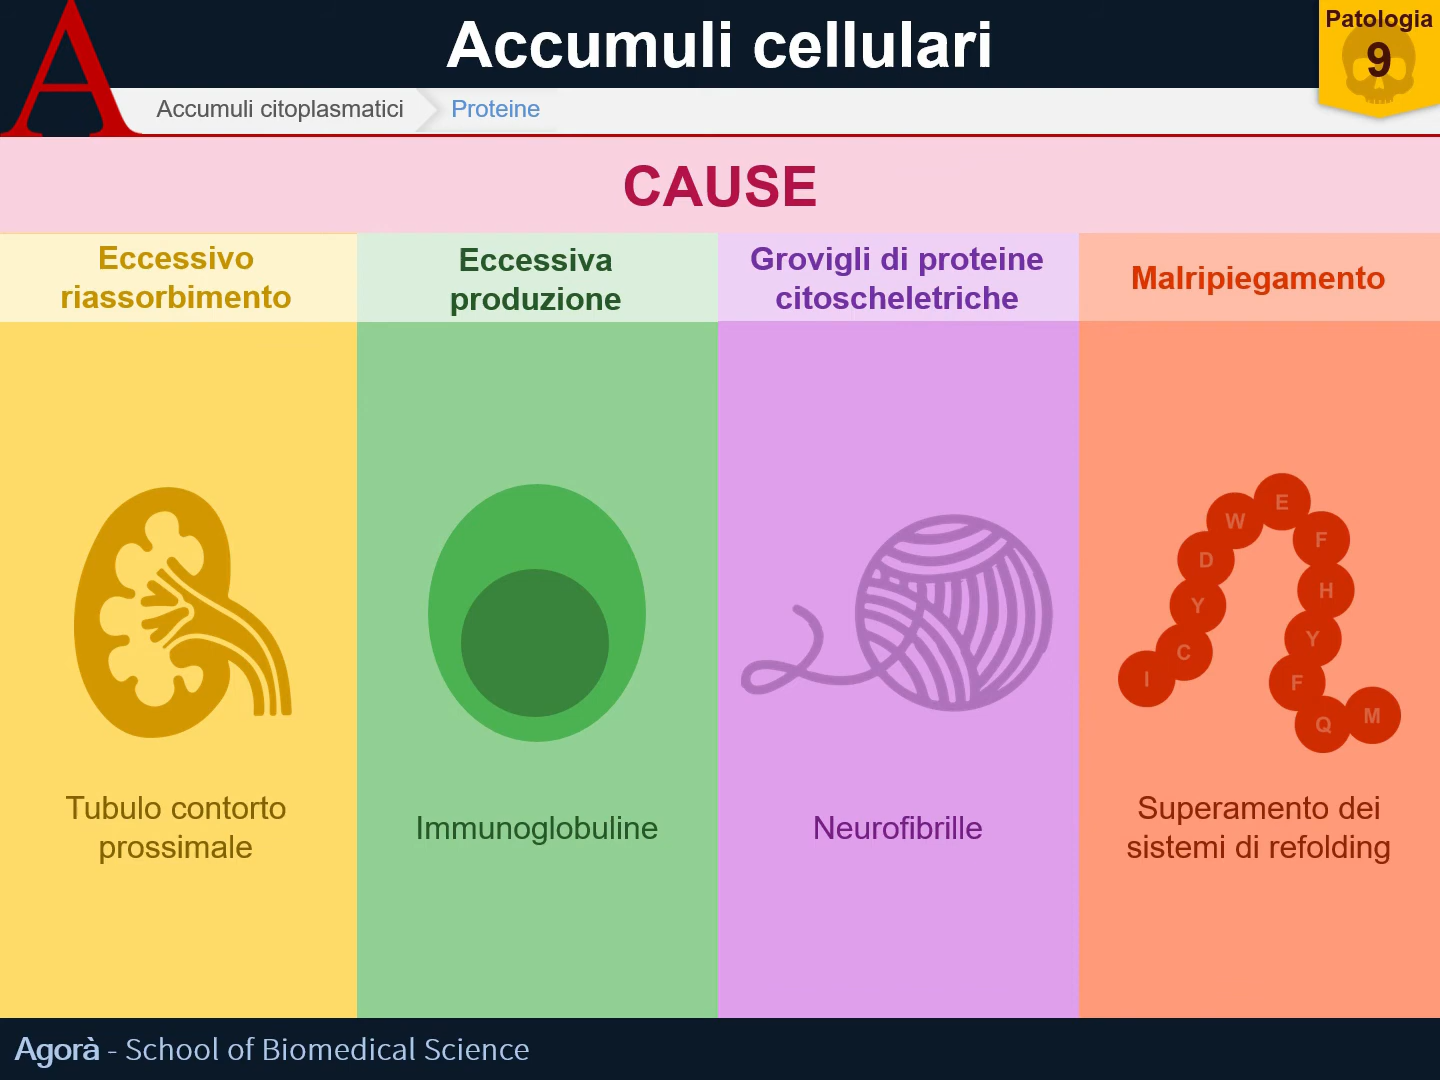 A
Accumuli cellulari
Patologia
9
Accumuli citoplasmatici
Proteine
CAUSE
Eccessivo
riassorbimento
Eccessiva
produzione
Grovigli di proteine
citoscheletriche
Malripiegamento
I
C
Y
D
W
E
F
H
Y
F
Q
M
Tubulo contorto
prossimale
Immunoglobuline
Neurofibrille
Superamento dei
sistemi di refolding
Agorà - School of Biomedical Science